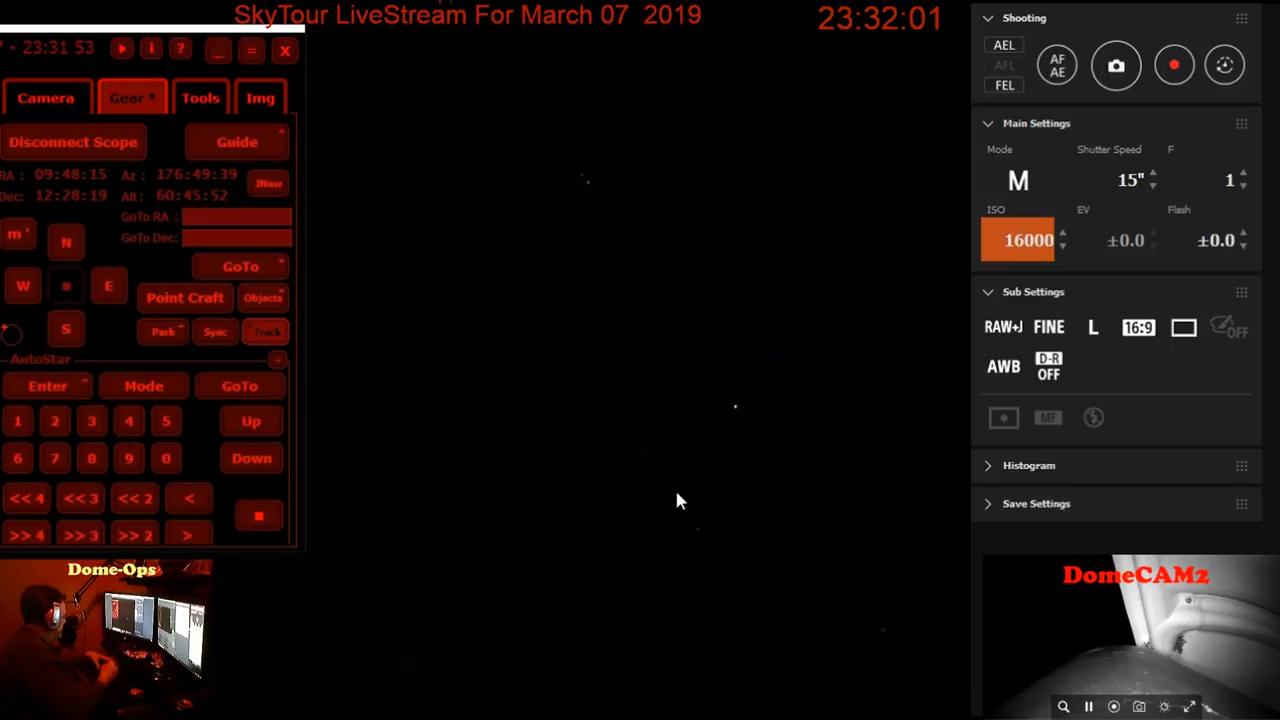 SkyTour LiveStream For March 07 2019
23:32:01
- 23:31 53
i
?
_
=
X
Camera
Gear *
Tools
Img
Disconnect Scope
Guide
RA : 09:48:15 Az : 176:49:39
JNow
Dec: 12:28:19 Alt: 60:45:52
GoTo RA :
GoTo Dec:
m '
N
GoTo
W
E
Point Craft
Objects
S
Park
Sync
Track
AutoStar
Enter
Mode
GoTo
1 2 3 4 5
Up
6 7 8 9 0
Down
<< 4 << 3 << 2 <
>> 4 >> 3 >> 2 >
Dome-Ops
Shooting
AEL
AFL
FEL
AF
AE
Main Settings
Mode Shutter Speed F
M 15" 1
ISO EV Flash
16000 ±0.0 ±0.0
Sub Settings
RAW+J FINE L 16:9 OFF
AWB D-R
OFF
MF
Histogram
Save Settings
DomeCAM2